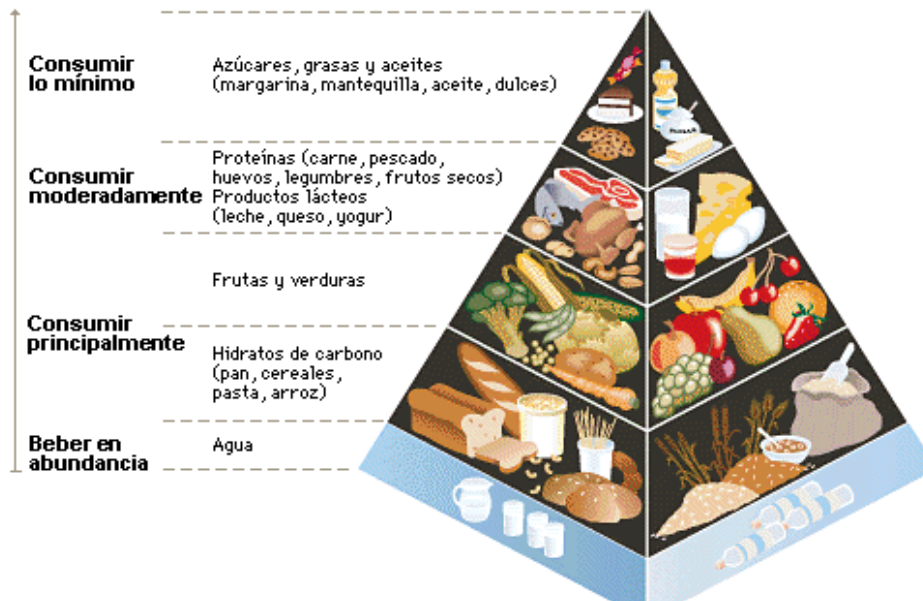 Consumir
lo mínimo
Azúcares, grasas y aceites
(margarina, mantequilla, aceite, dulces)
Consumir
moderadamente
Proteínas (carne, pescado,
huevos, legumbres, frutos secos)
Productos lácteos
(leche, queso, yogur)
Frutas y verduras
Consumir
principalmente
Hidratos de carbono
(pan, cereales,
pasta, arroz)
Beber en
abundancia
Agua